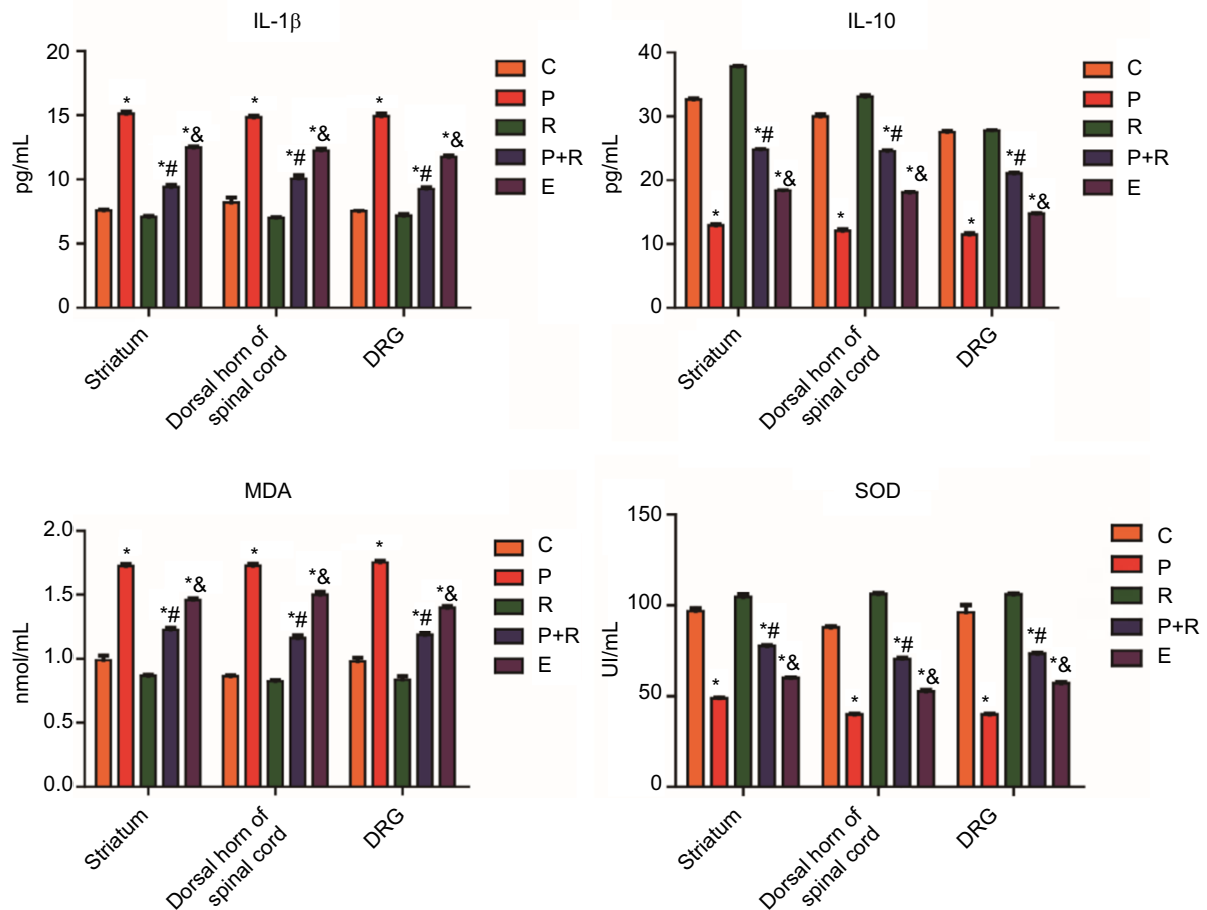 IL-1β
20
15
10
5
0
pg/mL
*
*#
*&
*
*#
*&
*
*#
*&
Striatum
Dorsal horn of
spinal cord
DRG
C
P
R
P+R
E
IL-10
40
30
20
10
0
pg/mL
*
*#
*&
*
*#
*&
*
*#
*&
Striatum
Dorsal horn of
spinal cord
DRG
C
P
R
P+R
E
MDA
2.0
1.5
1.0
0.5
0.0
nmol/mL
*
*#
*&
*
*#
*&
*
*#
*&
Striatum
Dorsal horn of
spinal cord
DRG
C
P
R
P+R
E
SOD
150
100
50
0
UI/mL
*
*#
*&
*
*#
*&
*
*#
*&
Striatum
Dorsal horn of
spinal cord
DRG
C
P
R
P+R
E